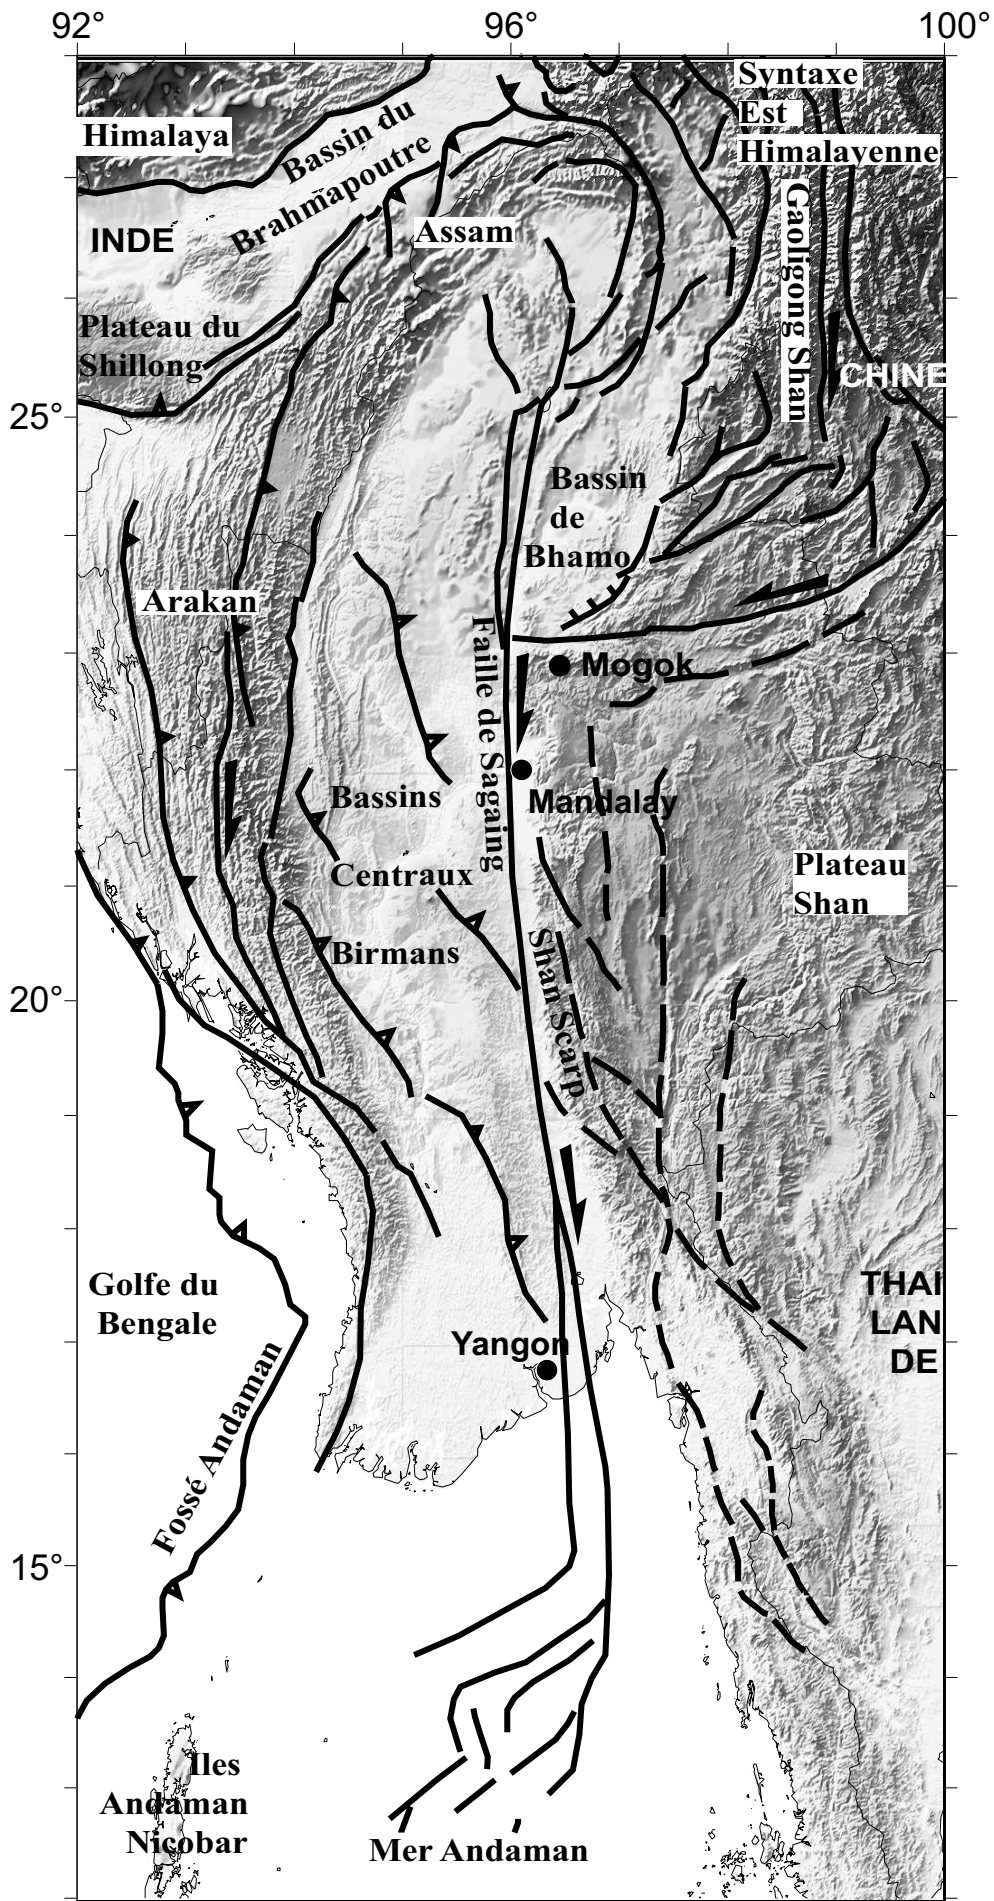 92° 96° 100°
Syntaxe
Est
Himalayenne
Himalaya
Bassin du
Brahmapoutre
INDE
Assam
Gaoligong Shan
Plateau du
Shillong
CHINE
25°
Bassin
de
Bhamo
Arakan
Faille de Sagaing
Mogok
Mandalay
Bassins
Centraux
Birmans
Plateau
Shan
Shan Scarp
20°
Golfe du
Bengale
THAI
LAN
DE
Yangon
Fossé Andaman
15°
Iles
Andaman
Nicobar
Mer Andaman